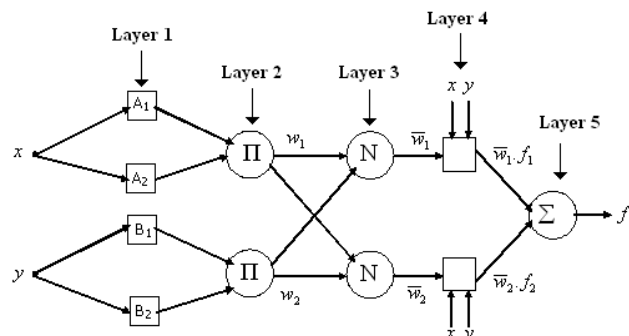 Layer 4
Layer 1
Layer 2
Layer 3
x y
Layer 5
A₁
x
Π
w₁
N
w̅₁
w̅₁.f₁
A₂
Σ
f
B₁
y
Π
w₂
N
w̅₂
w̅₂.f₂
B₂
x y